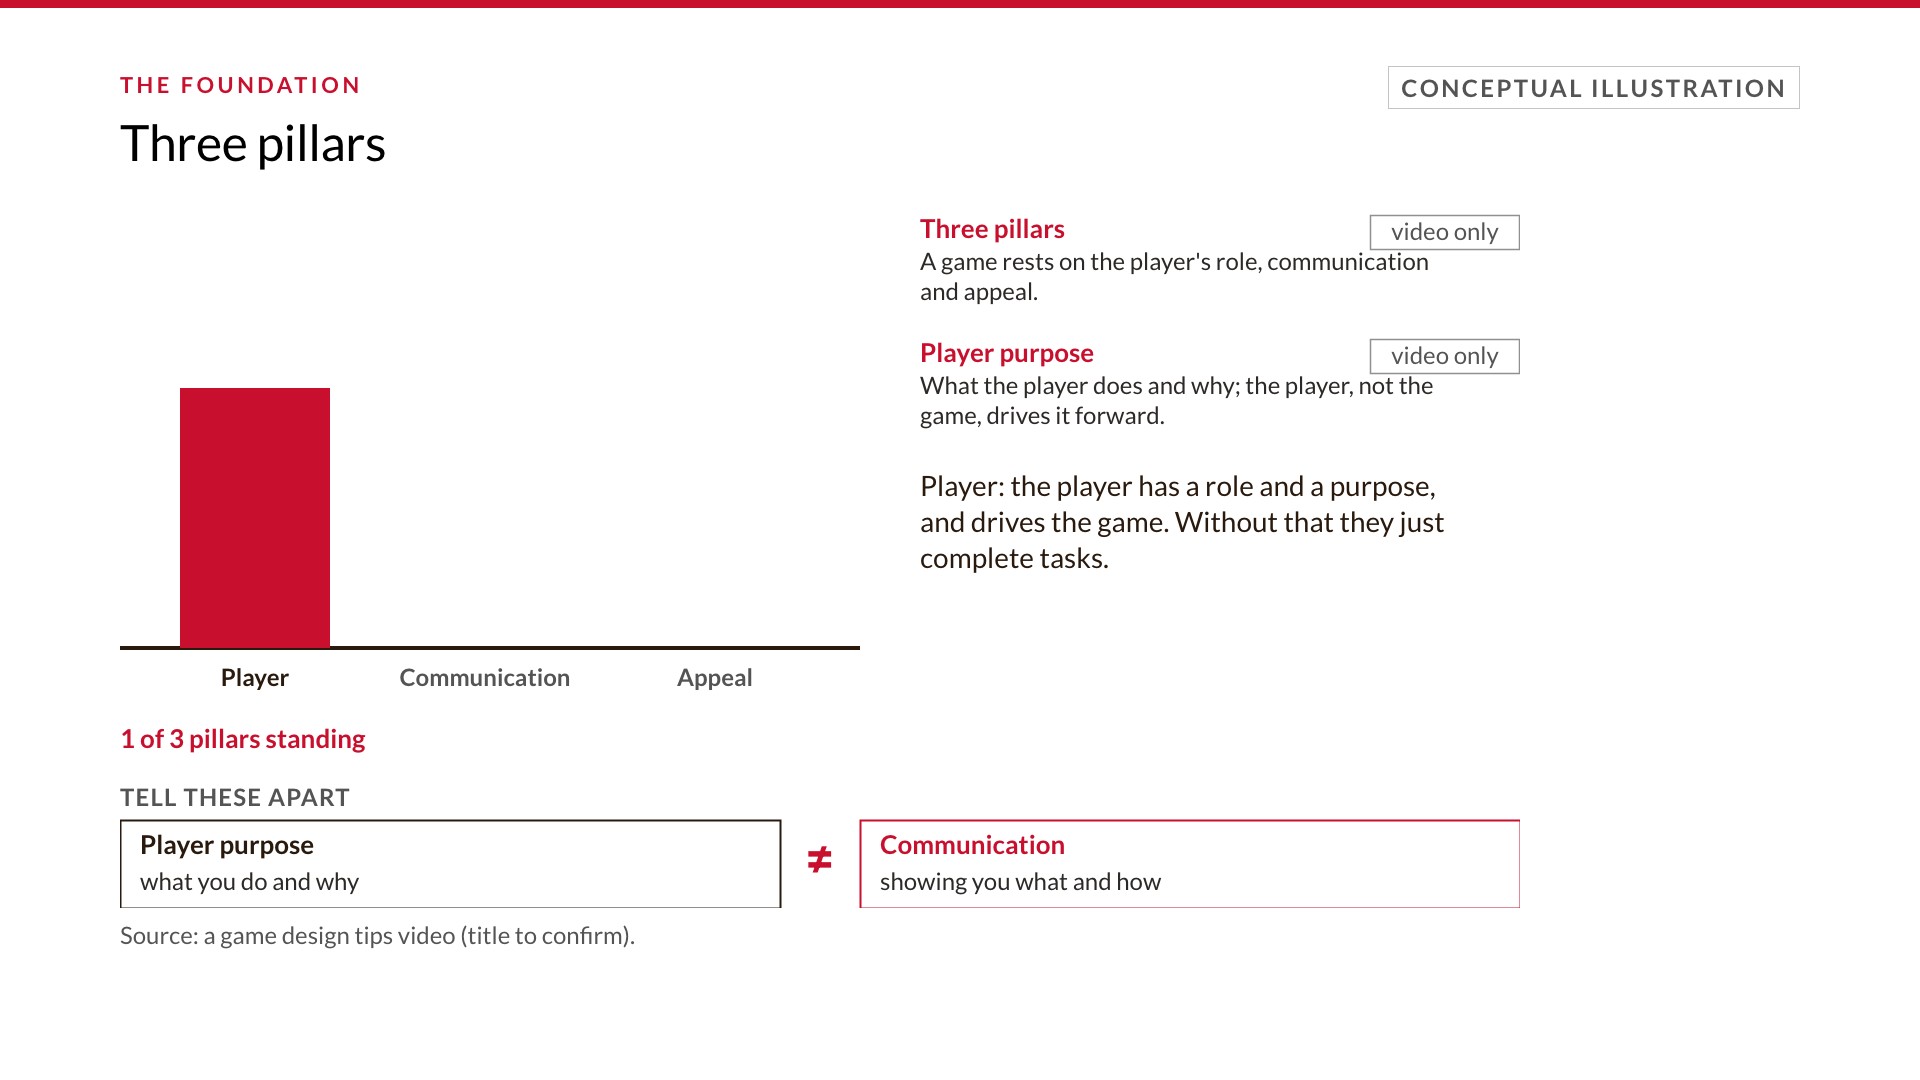 THE FOUNDATION
CONCEPTUAL ILLUSTRATION
Three pillars
Three pillars
video only
A game rests on the player's role, communication
and appeal.
Player purpose
video only
What the player does and why; the player, not the
game, drives it forward.
Player: the player has a role and a purpose,
and drives the game. Without that they just
complete tasks.
Player
Communication
Appeal
1 of 3 pillars standing
TELL THESE APART
Player purpose
what you do and why
≠
Communication
showing you what and how
Source: a game design tips video (title to confirm).